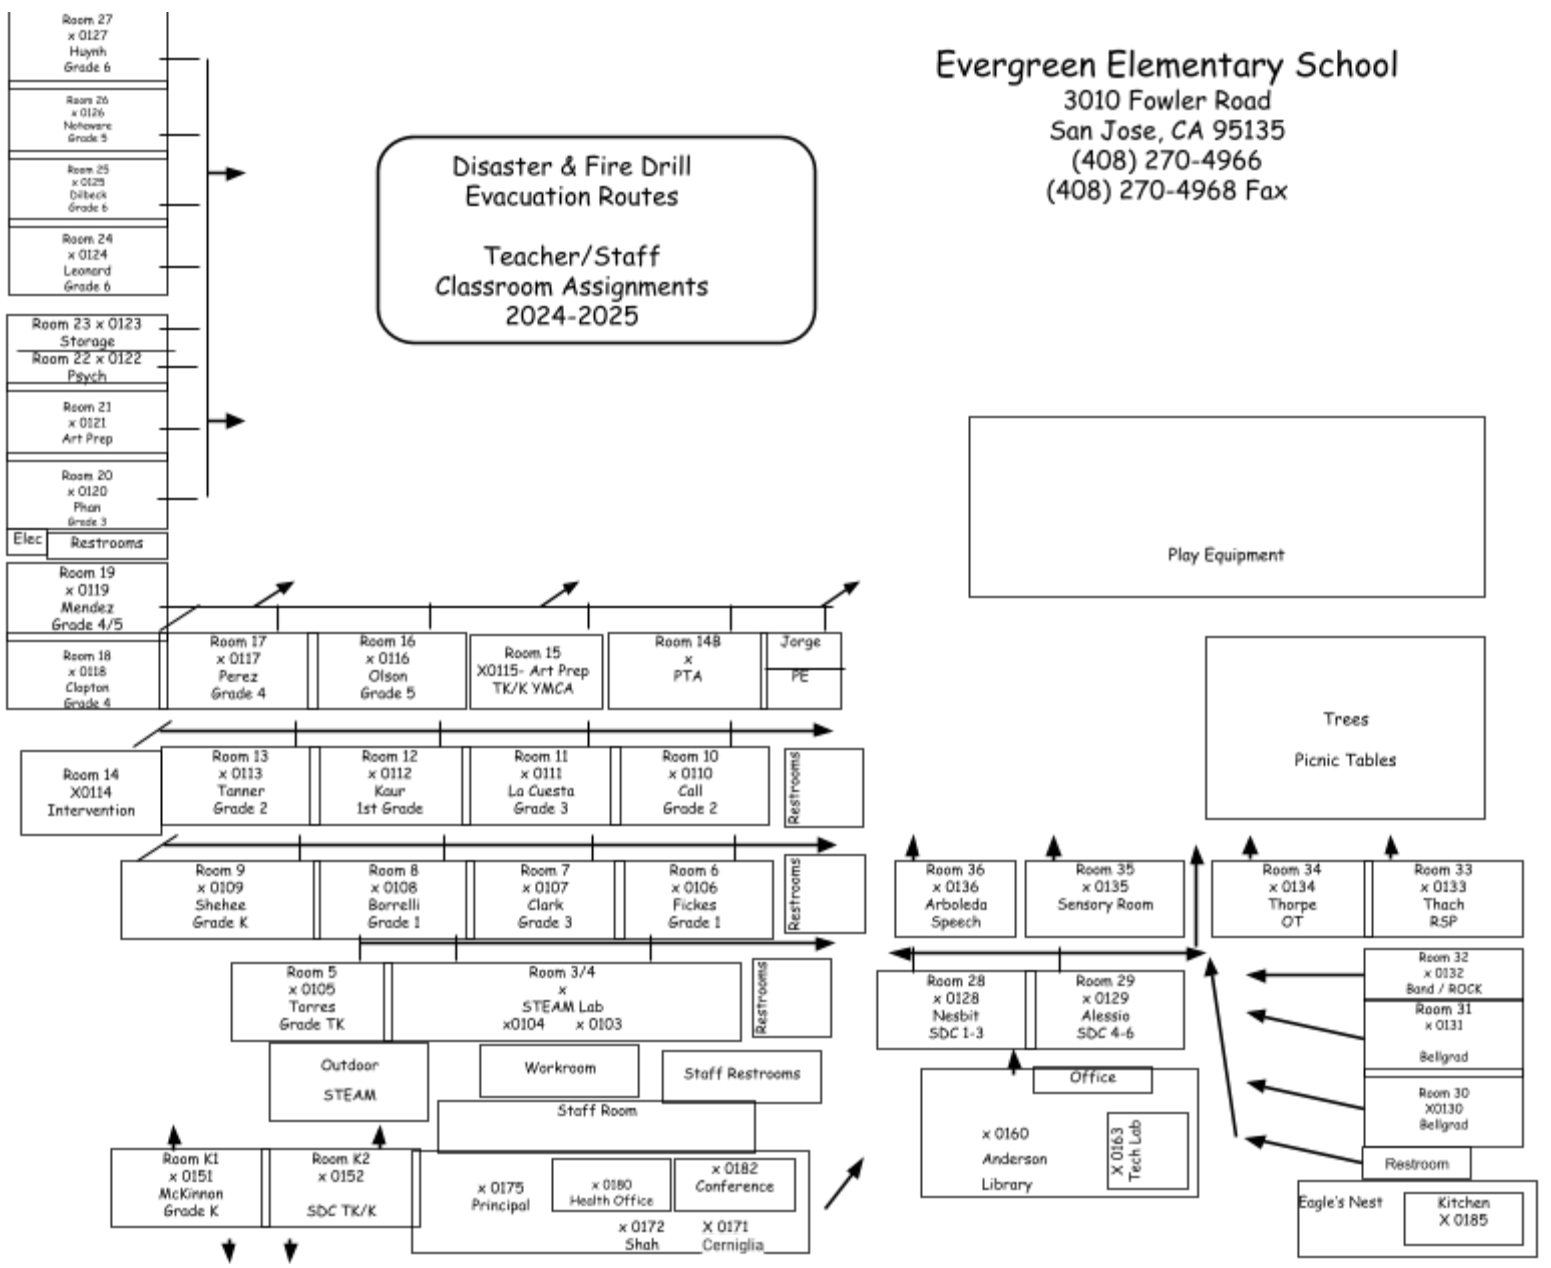 Evergreen Elementary School
3010 Fowler Road
San Jose, CA 95135
(408) 270-4966
(408) 270-4968 Fax
Disaster & Fire Drill
Evacuation Routes
Teacher/Staff
Classroom Assignments
2024-2025
Room 27
x 0127
Huynh
Grade 6
Room 26
x 0126
Notoware
Grade 5
Room 25
x 0125
Dilbeck
Grade 6
Room 24
x 0124
Leonard
Grade 6
Room 23 x 0123
Storage
Room 22 x 0122
Psych
Room 21
x 0121
Art Prep
Room 20
x 0120
Phan
Grade 3
Elec
Restrooms
Room 19
x 0119
Mendez
Grade 4/5
Room 18
x 0118
Clapton
Grade 4
Room 17
x 0117
Perez
Grade 4
Room 16
x 0116
Olson
Grade 5
Room 15
X0115- Art Prep
TK/K YMCA
Room 14B
x
PTA
Jorge
PE
Play Equipment
Trees
Picnic Tables
Room 14
X0114
Intervention
Room 13
x 0113
Tanner
Grade 2
Room 12
x 0112
Kaur
1st Grade
Room 11
x 0111
La Cuesta
Grade 3
Room 10
x 0110
Call
Grade 2
Restrooms
Room 9
x 0109
Shehee
Grade K
Room 8
x 0108
Borrelli
Grade 1
Room 7
x 0107
Clark
Grade 3
Room 6
x 0106
Fickes
Grade 1
Restrooms
Room 36
x 0136
Arboleda
Speech
Room 35
x 0135
Sensory Room
Room 34
x 0134
Thorpe
OT
Room 33
x 0133
Thach
RSP
Room 5
x 0105
Torres
Grade TK
Room 3/4
x
STEAM Lab
x0104 x 0103
Restrooms
Room 28
x 0128
Nesbit
SDC 1-3
Room 29
x 0129
Alessio
SDC 4-6
Room 32
x 0132
Band / ROCK
Room 31
x 0131
Bellgrad
Room 30
X0130
Bellgrad
Restroom
Outdoor
STEAM
Workroom
Staff Restrooms
Staff Room
Office
x 0160
Anderson
Library
X 0163
Tech Lab
Room K1
x 0151
McKinnon
Grade K
Room K2
x 0152
SDC TK/K
x 0175
Principal
x 0180
Health Office
x 0182
Conference
x 0172
Shah
X 0171
Cerniglia
Eagle's Nest
Kitchen
X 0185